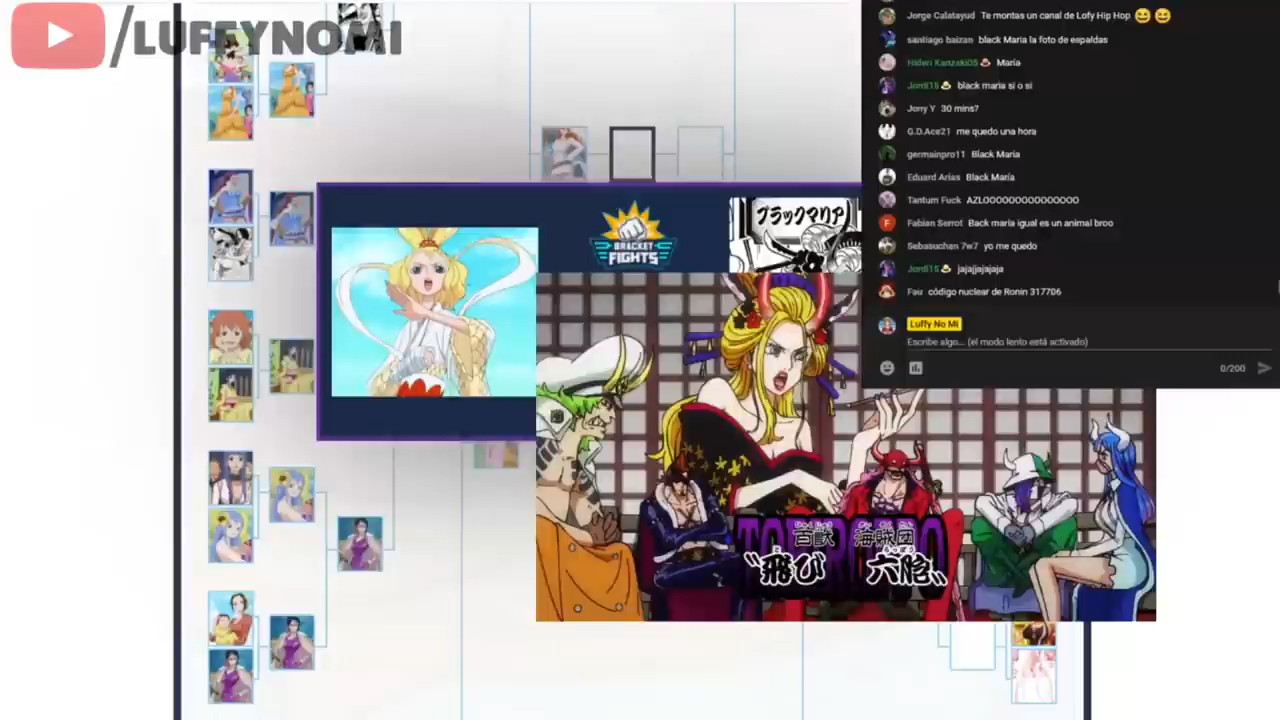 /LUFFYNOMI
Jorge Calatayud Te montas un canal de Lofy Hip Hop
santiago baizan black Maria la foto de espaldas
Hideri Kanzaki05 María
Jordi15 black maria si o si
Jony Y 30 mins?
G.D.Ace21 me quedo una hora
germainpro11 Black Maria
Eduard Arias Black María
Tantum Fuck AZLOOOOOOOOOOOOOO
Fabian Serrot Back maria igual es un animal broo
Sebasuchan 7w7 yo me quedo
Jordi15 jajajjajajaja
Fau código nuclear de Ronin 317706
Luffy No Mi
Escribe algo... (el modo lento está activado)
0/200
ブラックマリア
BRACKET
FIGHTS
百獣 海賊団
飛び 六胞